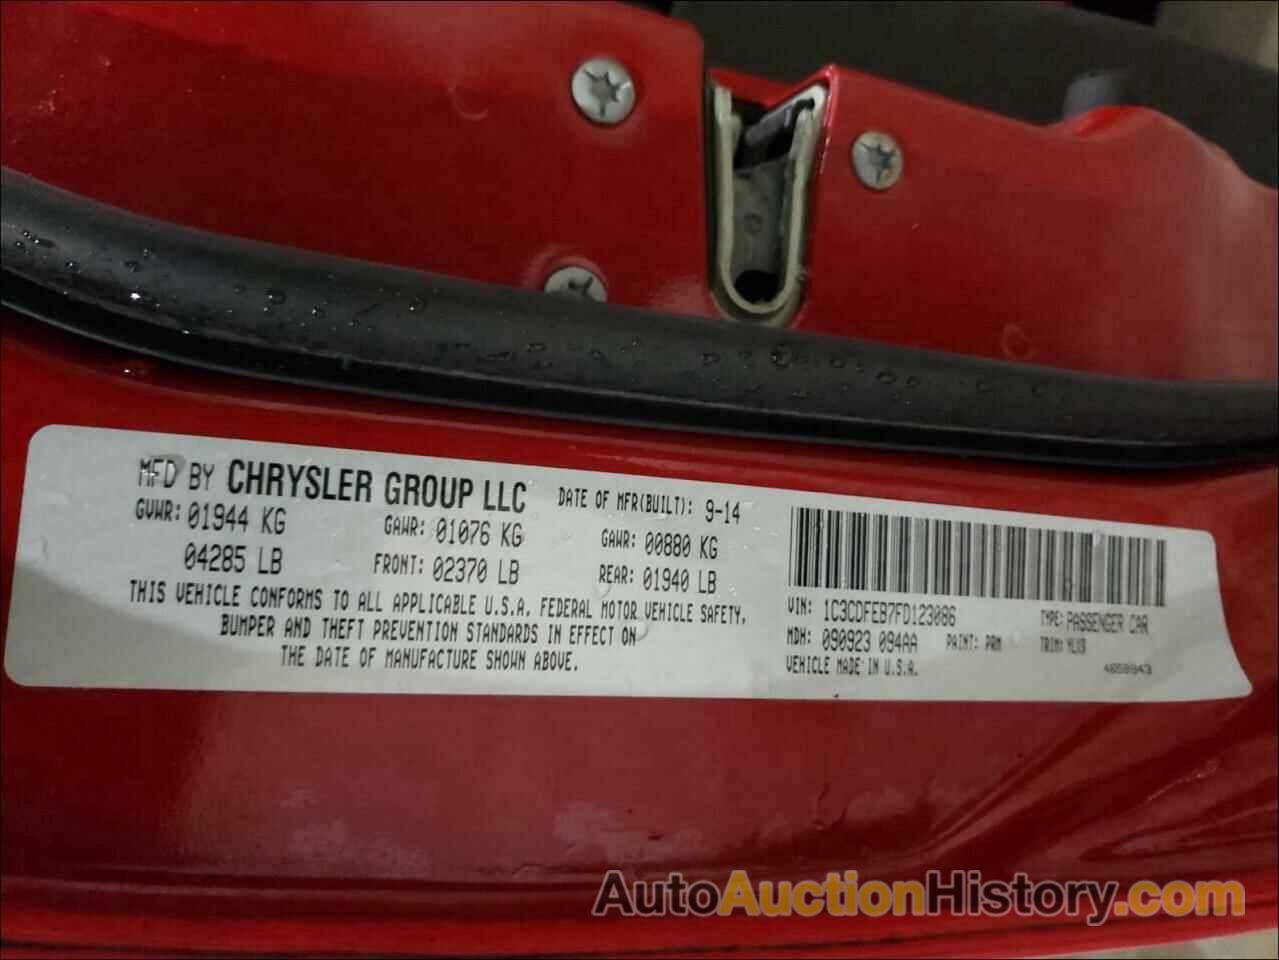 MFD BY CHRYSLER GROUP LLC DATE OF MFR(BUILT): 9-14
GVWR: 01944 KG GAWR: 01076 KG GAWR: 00880 KG
04285 LB FRONT: 02370 LB REAR: 01940 LB
THIS VEHICLE CONFORMS TO ALL APPLICABLE U.S.A. FEDERAL MOTOR VEHICLE SAFETY,
BUMPER AND THEFT PREVENTION STANDARDS IN EFFECT ON
THE DATE OF MANUFACTURE SHOWN ABOVE.
VIN: 1C3CDFEB7FD123086 TYPE: PASSENGER CAR
MDH: 090923 094AA PAINT: PRM TRIM: MLX9
VEHICLE MADE IN U.S.A.
AutoAuctionHistory.com